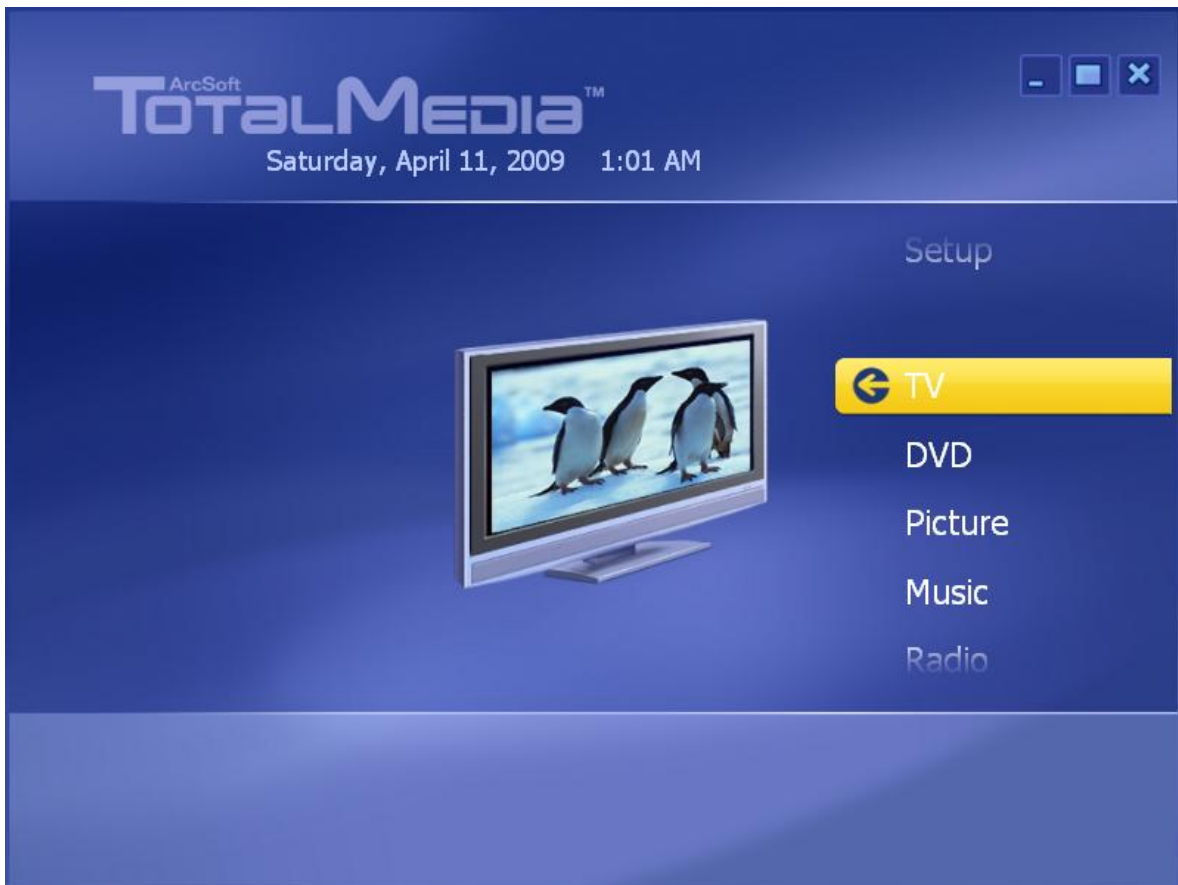 ArcSoft
TOTALMEDIA™
Saturday, April 11, 2009 1:01 AM
Setup
TV
DVD
Picture
Music
Radio